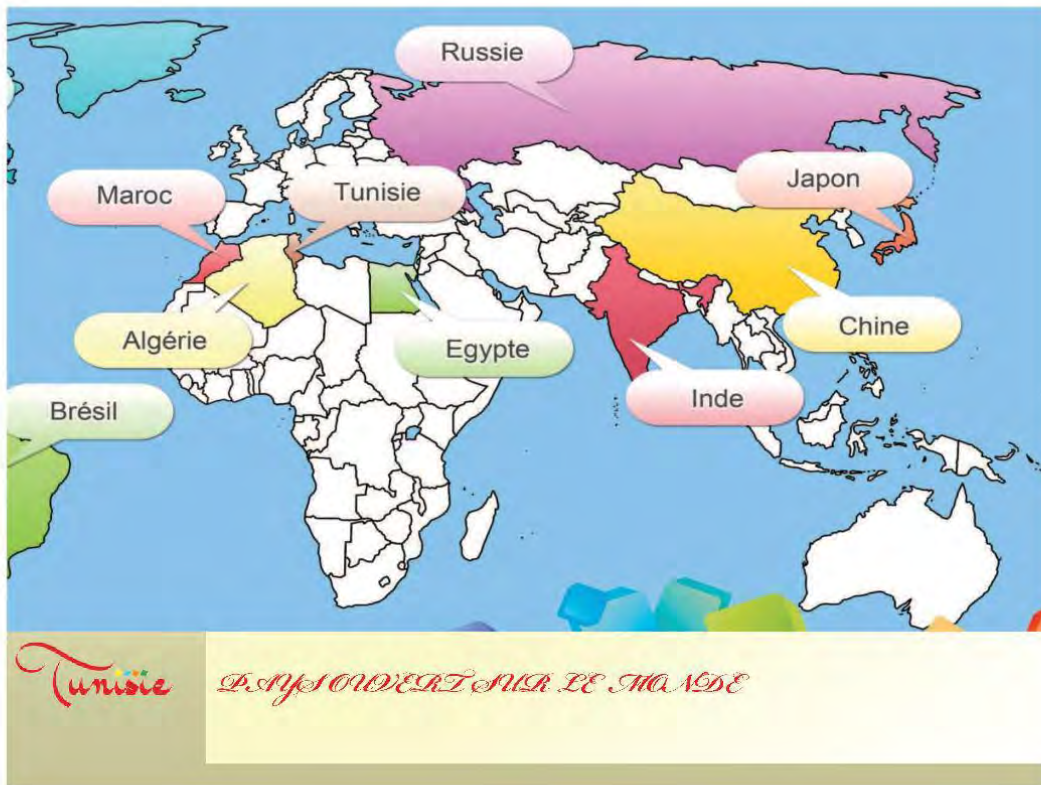 Russie
Maroc
Tunisie
Japon
Algérie
Egypte
Chine
Brésil
Inde
Tunisie
PAYS OUVERT SUR LE MONDE